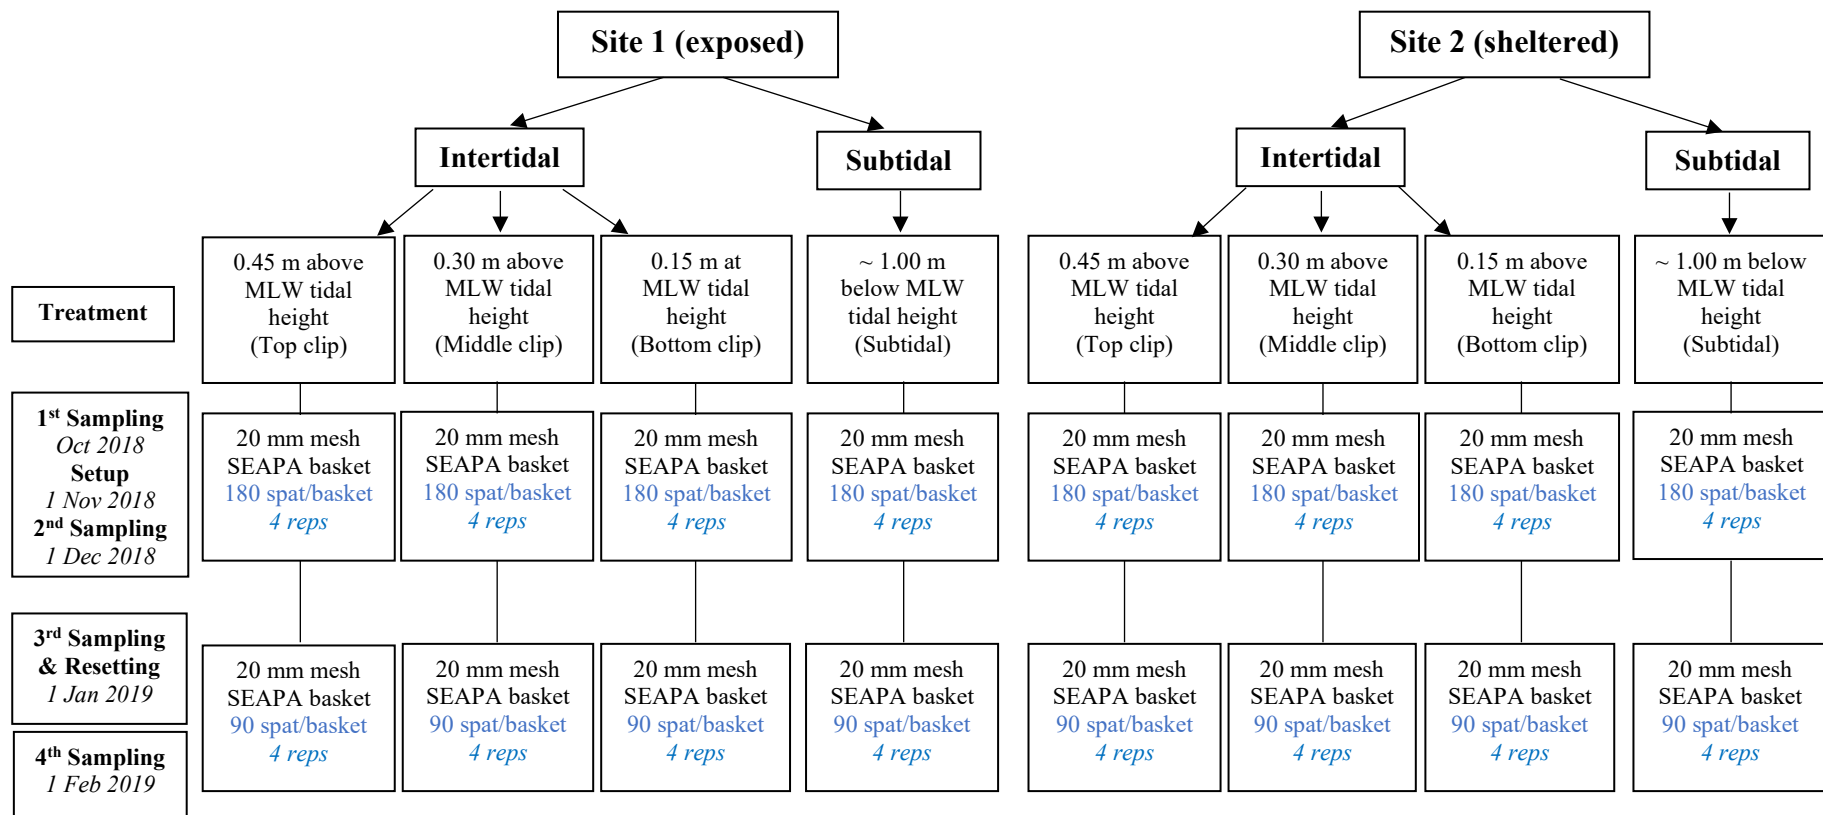 Site 1 (exposed)
Site 2 (sheltered)
Intertidal
Subtidal
Intertidal
Subtidal
Treatment
0.45 m above
MLW tidal
height
(Top clip)
0.30 m above
MLW tidal
height
(Middle clip)
0.15 m at
MLW tidal
height
(Bottom clip)
~ 1.00 m
below MLW
tidal height
(Subtidal)
0.45 m above
MLW tidal
height
(Top clip)
0.30 m above
MLW tidal
height
(Middle clip)
0.15 m above
MLW tidal
height
(Bottom clip)
~ 1.00 m below
MLW tidal
height
(Subtidal)
1st Sampling
Oct 2018
Setup
1 Nov 2018
2nd Sampling
1 Dec 2018
20 mm mesh
SEAPA basket
180 spat/basket
4 reps
20 mm mesh
SEAPA basket
180 spat/basket
4 reps
20 mm mesh
SEAPA basket
180 spat/basket
4 reps
20 mm mesh
SEAPA basket
180 spat/basket
4 reps
20 mm mesh
SEAPA basket
180 spat/basket
4 reps
20 mm mesh
SEAPA basket
180 spat/basket
4 reps
20 mm mesh
SEAPA basket
180 spat/basket
4 reps
20 mm mesh
SEAPA basket
180 spat/basket
4 reps
3rd Sampling
& Resetting
1 Jan 2019
4th Sampling
1 Feb 2019
20 mm mesh
SEAPA basket
90 spat/basket
4 reps
20 mm mesh
SEAPA basket
90 spat/basket
4 reps
20 mm mesh
SEAPA basket
90 spat/basket
4 reps
20 mm mesh
SEAPA basket
90 spat/basket
4 reps
20 mm mesh
SEAPA basket
90 spat/basket
4 reps
20 mm mesh
SEAPA basket
90 spat/basket
4 reps
20 mm mesh
SEAPA basket
90 spat/basket
4 reps
20 mm mesh
SEAPA basket
90 spat/basket
4 reps